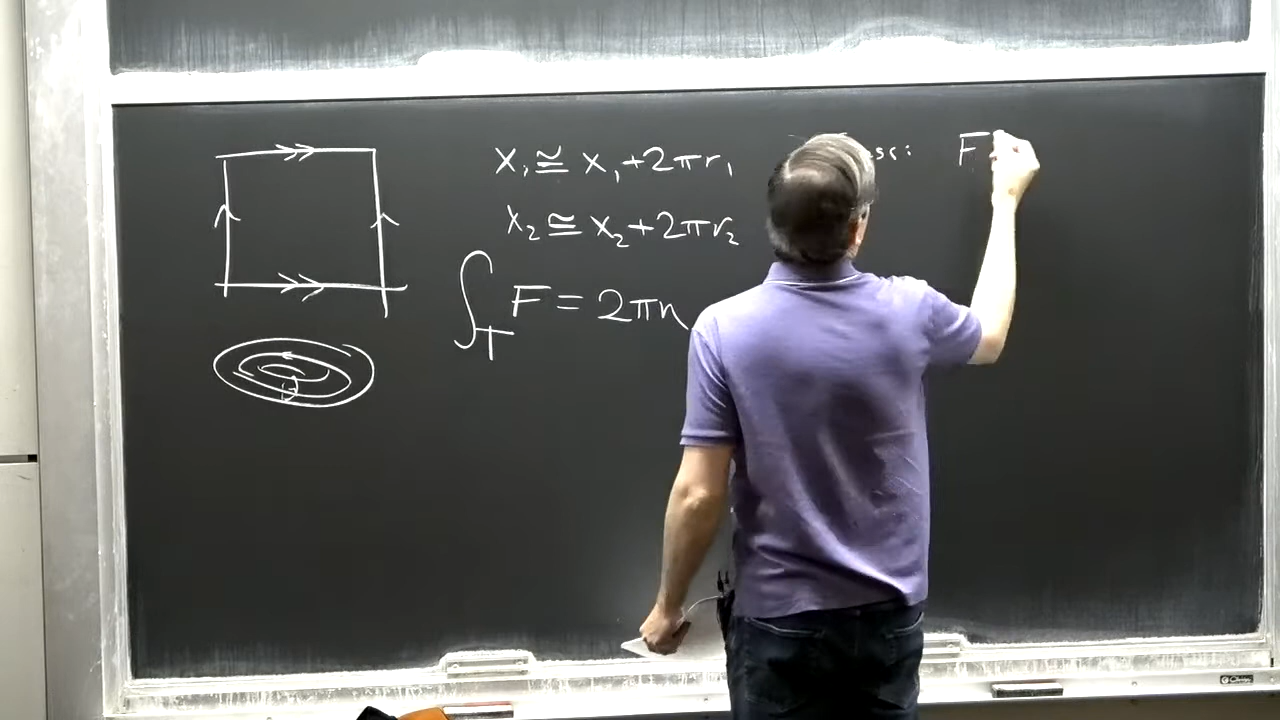 x₁ ≅ x₁ + 2πr₁
x₂ ≅ x₂ + 2πr₂
∫_T F = 2πn
F